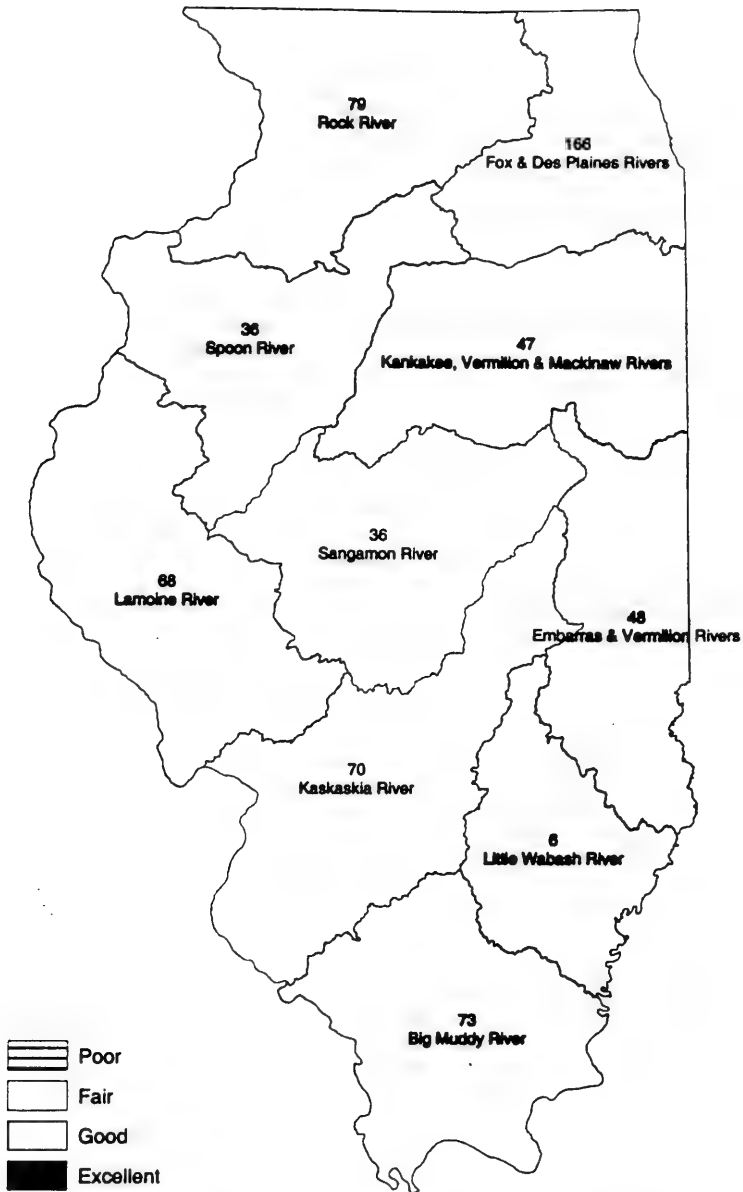 79
Rock River
166
Fox & Des Plaines Rivers
36
Spoon River
47
Kankakee, Vermilion & Mackinaw Rivers
36
Sangamon River
68
Lamoine River
48
Embarras & Vermillion Rivers
70
Kaskaskia River
6
Little Wabash River
73
Big Muddy River
Poor
Fair
Good
Excellent